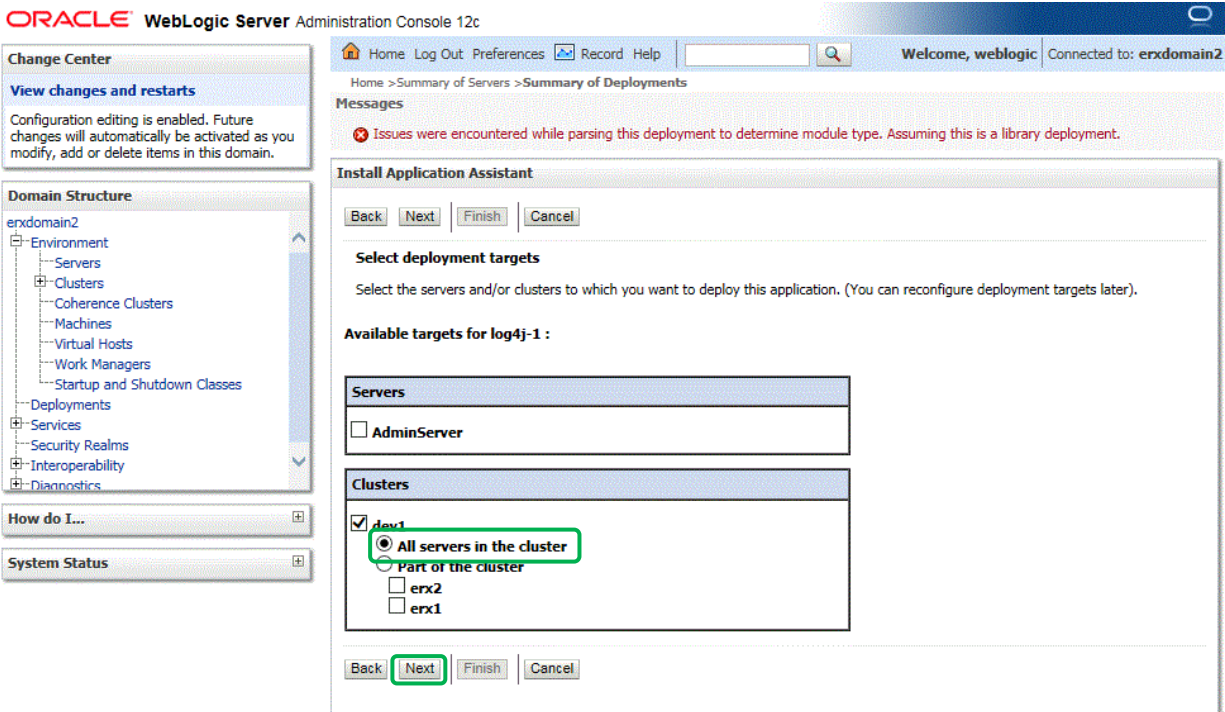 ORACLE WebLogic Server Administration Console 12c
Change Center
View changes and restarts
Configuration editing is enabled. Future
changes will automatically be activated as you
modify, add or delete items in this domain.
Domain Structure
erxdomain2
Environment
Servers
Clusters
Coherence Clusters
Machines
Virtual Hosts
Work Managers
Startup and Shutdown Classes
Deployments
Services
Security Realms
Interoperability
Diagnostics
How do I...
System Status
Home Log Out Preferences Record Help
Welcome, weblogic Connected to: erxdomain2
Home >Summary of Servers >Summary of Deployments
Messages
Issues were encountered while parsing this deployment to determine module type. Assuming this is a library deployment.
Install Application Assistant
Back Next Finish Cancel
Select deployment targets
Select the servers and/or clusters to which you want to deploy this application. (You can reconfigure deployment targets later).
Available targets for log4j-1 :
Servers
AdminServer
Clusters
dev1
All servers in the cluster
Part of the cluster
erx2
erx1
Back Next Finish Cancel